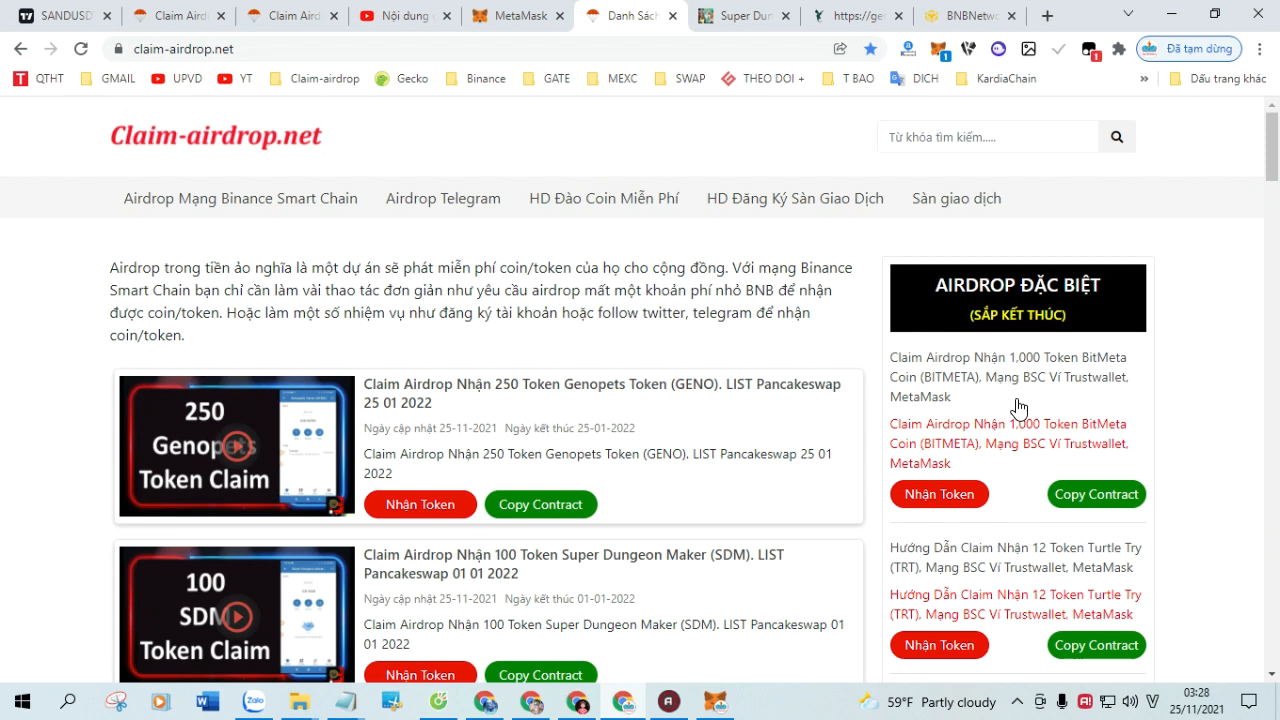 SANDUSD
Claim Aird
Claim Aird
Nội dung
MetaMask
Danh Sách
Super Dun
https://ge
BNBNetwo
claim-airdrop.net
Đã tạm dừng
QTHT
GMAIL
UPVD
YT
Claim-airdrop
Gecko
Binance
GATE
MEXC
SWAP
THEO DOI +
T BAO
DICH
KardiaChain
Dấu trang khác
Claim-airdrop.net
Từ khóa tìm kiếm.....
Airdrop Mạng Binance Smart Chain
Airdrop Telegram
HD Đào Coin Miễn Phí
HD Đăng Ký Sàn Giao Dịch
Sàn giao dịch
Airdrop trong tiền ảo nghĩa là một dự án sẽ phát miễn phí coin/token của họ cho cộng đồng. Với mạng Binance
Smart Chain bạn chỉ cần làm vài thao tác đơn giản như yêu cầu airdrop mất một khoản phí nhỏ BNB để nhận
được coin/token. Hoặc làm một số nhiệm vụ như đăng ký tài khoản hoặc follow twitter, telegram để nhận
coin/token.
250
Genopets
Token Claim
Claim Airdrop Nhận 250 Token Genopets Token (GENO). LIST Pancakeswap
25 01 2022
Ngày cập nhật 25-11-2021 Ngày kết thúc 25-01-2022
Claim Airdrop Nhận 250 Token Genopets Token (GENO). LIST Pancakeswap 25 01
2022
Nhận Token
Copy Contract
100
SDM
Token Claim
Claim Airdrop Nhận 100 Token Super Dungeon Maker (SDM). LIST
Pancakeswap 01 01 2022
Ngày cập nhật 25-11-2021 Ngày kết thúc 01-01-2022
Claim Airdrop Nhận 100 Token Super Dungeon Maker (SDM). LIST Pancakeswap 01
01 2022
Nhận Token
Copy Contract
AIRDROP ĐẶC BIỆT
(SẮP KẾT THÚC)
Claim Airdrop Nhận 1,000 Token BitMeta
Coin (BITMETA), Mạng BSC Ví Trustwallet,
MetaMask
Claim Airdrop Nhận 1,000 Token BitMeta
Coin (BITMETA), Mạng BSC Ví Trustwallet,
MetaMask
Nhận Token
Copy Contract
Hướng Dẫn Claim Nhận 12 Token Turtle Try
(TRT), Mạng BSC Ví Trustwallet, MetaMask
Hướng Dẫn Claim Nhận 12 Token Turtle Try
(TRT), Mạng BSC Ví Trustwallet, MetaMask
Nhận Token
Copy Contract
59°F Partly cloudy
03:28
25/11/2021